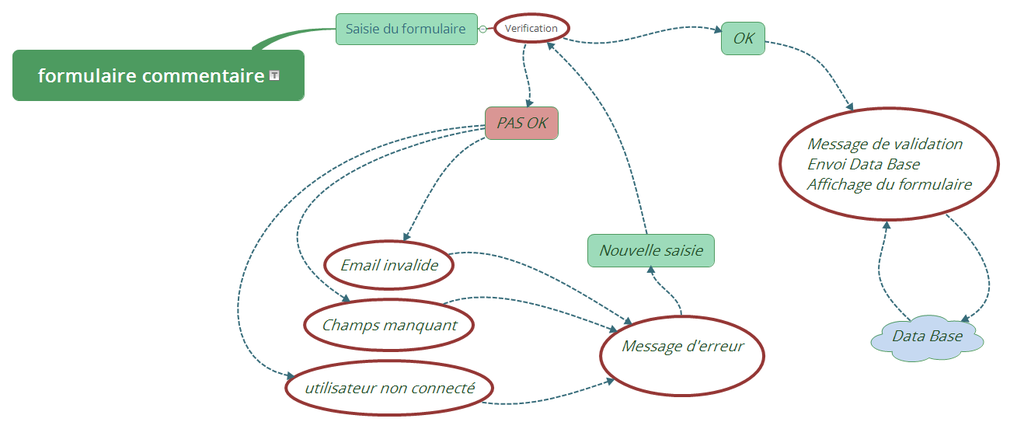 Saisie du formulaire
Verification
OK
formulaire commentaire
T
PAS OK
Message de validation
Envoi Data Base
Affichage du formulaire
Nouvelle saisie
Email invalide
Champs manquant
Message d'erreur
Data Base
utilisateur non connecté